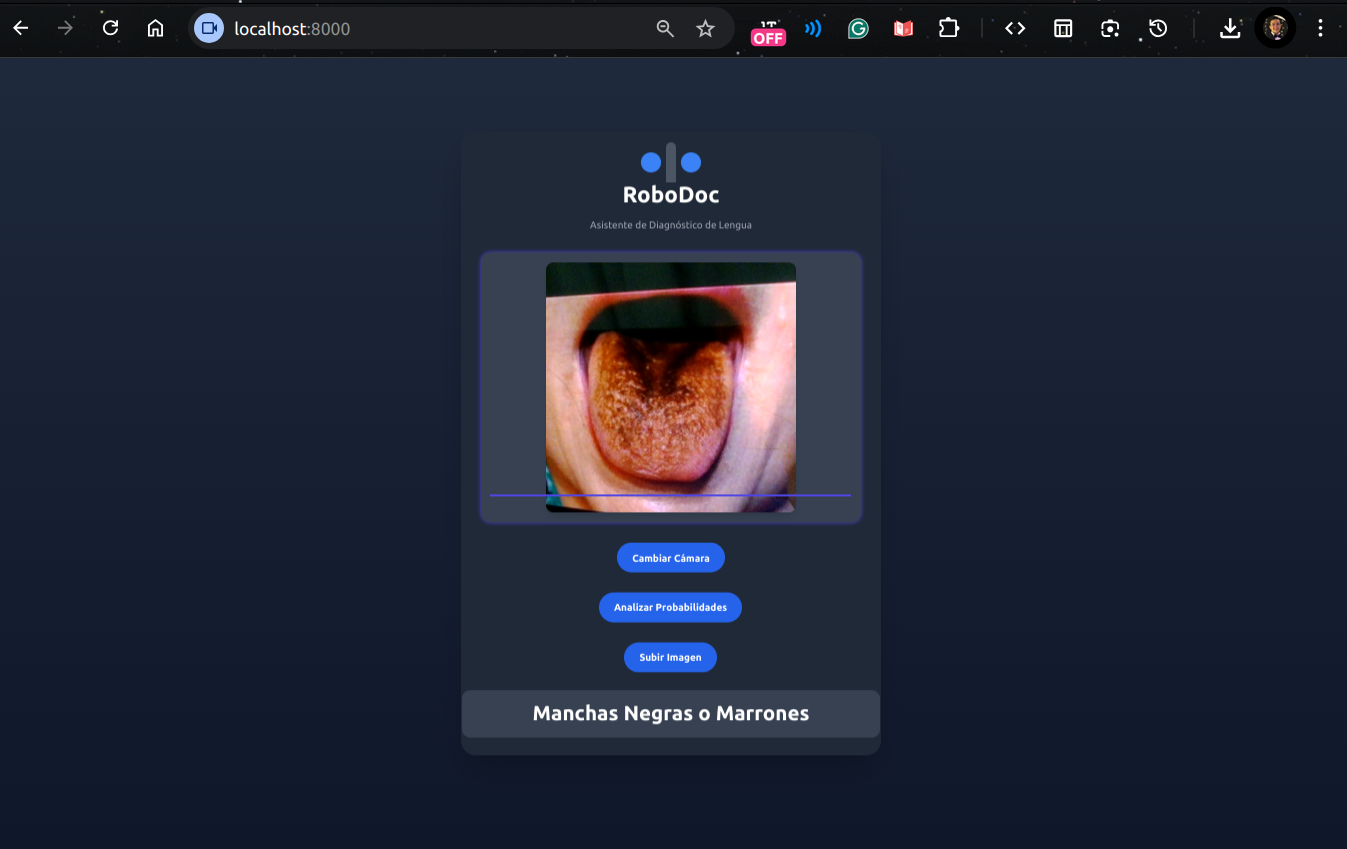 localhost:8000
OFF
RoboDoc
Asistente de Diagnóstico de Lengua
Cambiar Cámara
Analizar Probabilidades
Subir Imagen
Manchas Negras o Marrones